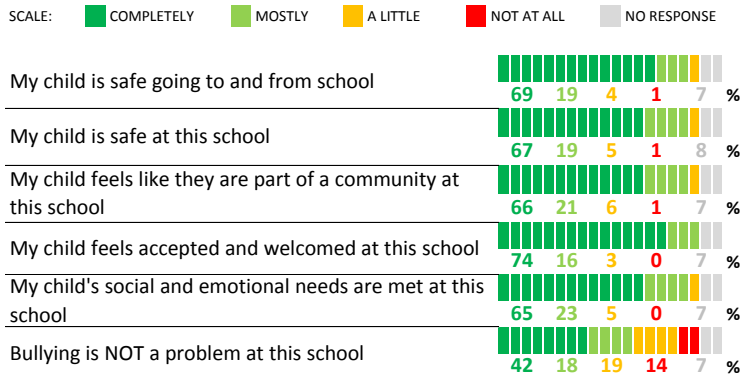 SCALE: COMPLETELY MOSTLY A LITTLE NOT AT ALL NO RESPONSE
My child is safe going to and from school
69 19 4 1 7 %
My child is safe at this school
67 19 5 1 8 %
My child feels like they are part of a community at
this school
66 21 6 1 7 %
My child feels accepted and welcomed at this school
74 16 3 0 7 %
My child's social and emotional needs are met at this
school
65 23 5 0 7 %
Bullying is NOT a problem at this school
42 18 19 14 7 %